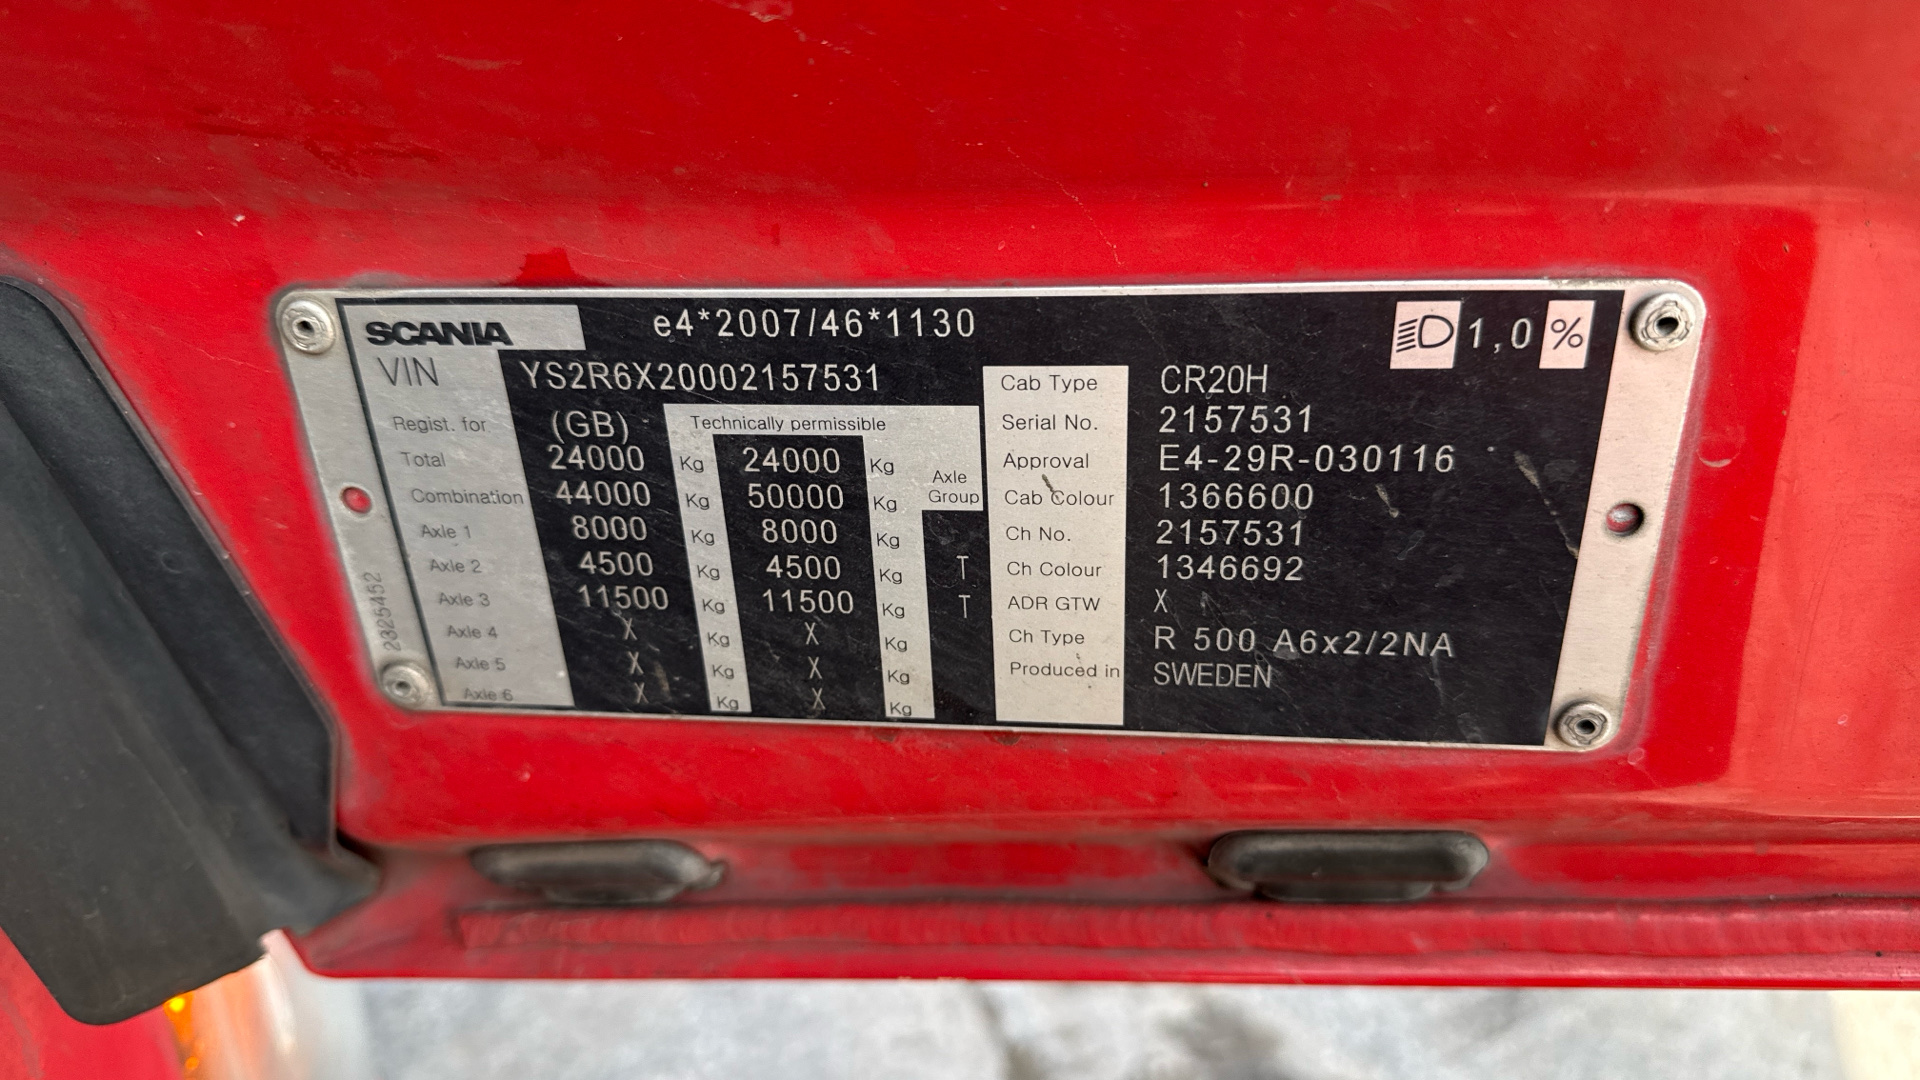 SCANIA e4*2007/46*1130 1,0 %
VIN YS2R6X20002157531
Regist. for (GB) Technically permissible
Total 24000 Kg 24000 Kg
Combination 44000 Kg 50000 Kg Axle Group
Axle 1 8000 Kg 8000 Kg
Axle 2 4500 Kg 4500 Kg T
Axle 3 11500 Kg 11500 Kg T
Axle 4 X Kg X Kg
Axle 5 X Kg X Kg
Axle 6 X Kg X Kg
Cab Type CR20H
Serial No. 2157531
Approval E4-29R-030116
Cab Colour 1366600
Ch No. 2157531
Ch Colour 1346692
ADR GTW X
Ch Type R 500 A6x2/2NA
Produced in SWEDEN
2325452